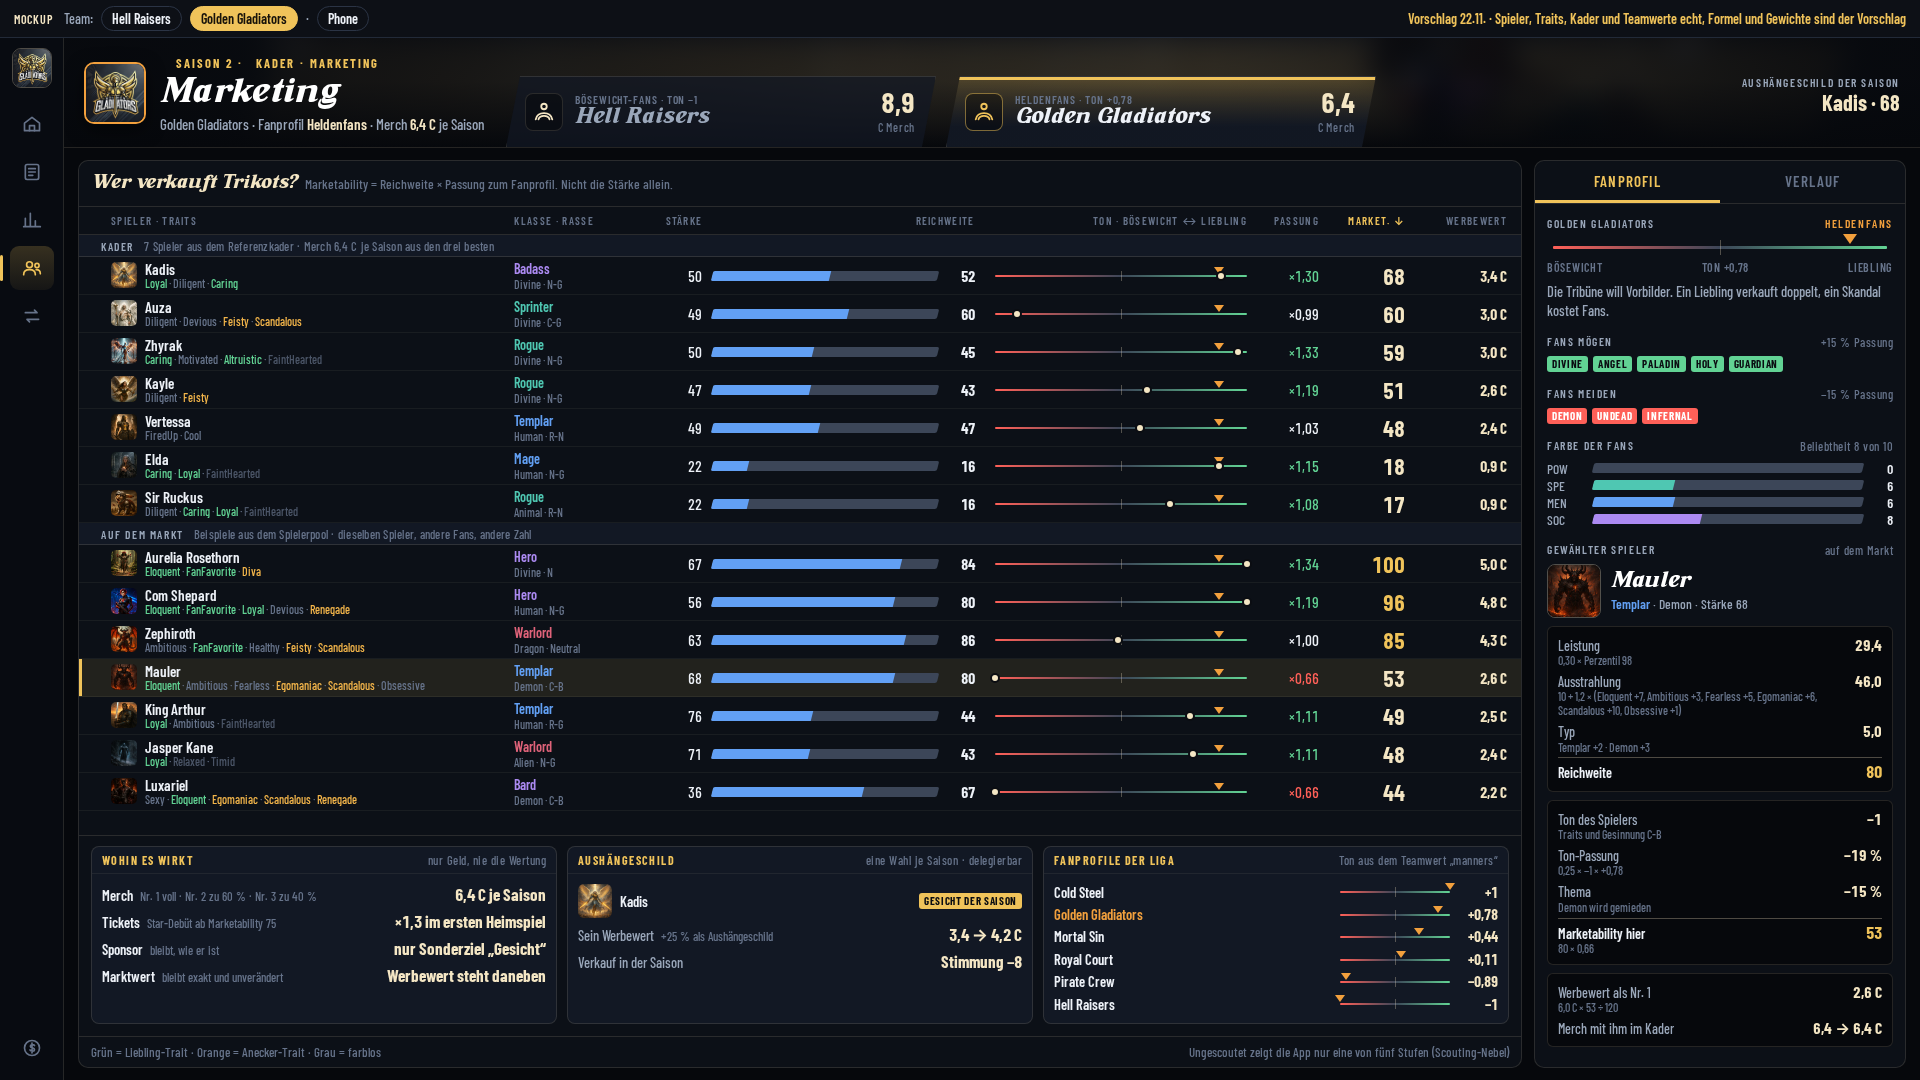 MOCKUP Team: Hell Raisers Golden Gladiators · Phone
Vorschlag 22.11. · Spieler, Traits, Kader und Teamwerte echt, Formel und Gewichte sind der Vorschlag
SAISON 2 · KADER · MARKETING
Marketing
Golden Gladiators · Fanprofil Heldenfans · Merch 6,4 C je Saison
BÖSEWICHT-FANS · TON −1
Hell Raisers
8,9
C Merch
HELDENFANS · TON +0,78
Golden Gladiators
6,4
C Merch
AUSHÄNGESCHILD DER SAISON
Kadis · 68
Wer verkauft Trikots? Marketability = Reichweite × Passung zum Fanprofil. Nicht die Stärke allein.
SPIELER · TRAITS KLASSE · RASSE STÄRKE REICHWEITE TON · BÖSEWICHT ↔ LIEBLING PASSUNG MARKET. ↓ WERBEWERT
KADER 7 Spieler aus dem Referenzkader · Merch 6,4 C je Saison aus den drei besten
Kadis Badass 50 52 ×1,30 68 3,4 C
Loyal · Diligent · Caring Divine · N-G
Auza Sprinter 49 60 ×0,99 60 3,0 C
Diligent · Devious · Feisty · Scandalous Divine · C-G
Zhyrak Rogue 50 45 ×1,33 59 3,0 C
Caring · Motivated · Altruistic · FaintHearted Divine · N-G
Kayle Rogue 47 43 ×1,19 51 2,6 C
Diligent · Feisty Divine · N-G
Vertessa Templar 49 47 ×1,03 48 2,4 C
FiredUp · Cool Human · R-N
Elda Mage 22 16 ×1,15 18 0,9 C
Caring · Loyal · FaintHearted Human · N-G
Sir Ruckus Rogue 22 16 ×1,08 17 0,9 C
Diligent · Caring · Loyal · FaintHearted Animal · R-N
AUF DEM MARKT Beispiele aus dem Spielerpool · dieselben Spieler, andere Fans, andere Zahl
Aurelia Rosethorn Hero 67 84 ×1,34 100 5,0 C
Eloquent · FanFavorite · Diva Divine · N
Com Shepard Hero 56 80 ×1,19 96 4,8 C
Eloquent · FanFavorite · Loyal · Devious · Renegade Human · N-G
Zephiroth Warlord 63 86 ×1,00 85 4,3 C
Ambitious · FanFavorite · Healthy · Feisty · Scandalous Dragon · Neutral
Mauler Templar 68 80 ×0,66 53 2,6 C
Eloquent · Ambitious · Fearless · Egomaniac · Scandalous · Obsessive Demon · C-B
King Arthur Templar 76 44 ×1,11 49 2,5 C
Loyal · Ambitious · FaintHearted Human · R-G
Jasper Kane Warlord 71 43 ×1,11 48 2,4 C
Loyal · Relaxed · Timid Alien · N-G
Luxariel Bard 36 67 ×0,66 44 2,2 C
Sexy · Eloquent · Egomaniac · Scandalous · Renegade Demon · C-B
WOHIN ES WIRKT nur Geld, nie die Wertung
Merch Nr. 1 voll · Nr. 2 zu 60 % · Nr. 3 zu 40 % 6,4 C je Saison
Tickets Star-Debüt ab Marketability 75 ×1,3 im ersten Heimspiel
Sponsor bleibt, wie er ist nur Sonderziel „Gesicht“
Marktwert bleibt exakt und unverändert Werbewert steht daneben
AUSHÄNGESCHILD eine Wahl je Saison · delegierbar
Kadis GESICHT DER SAISON
Sein Werbewert +25 % als Aushängeschild 3,4 → 4,2 C
Verkauf in der Saison Stimmung −8
FANPROFILE DER LIGA Ton aus dem Teamwert „manners“
Cold Steel +1
Golden Gladiators +0,78
Mortal Sin +0,44
Royal Court +0,11
Pirate Crew −0,89
Hell Raisers −1
Grün = Liebling-Trait · Orange = Anecker-Trait · Grau = farblos
Ungescoutet zeigt die App nur eine von fünf Stufen (Scouting-Nebel)
FANPROFIL VERLAUF
GOLDEN GLADIATORS HELDENFANS
BÖSEWICHT TON +0,78 LIEBLING
Die Tribüne will Vorbilder. Ein Liebling verkauft doppelt, ein Skandal
kostet Fans.
FANS MÖGEN +15 % Passung
DIVINE ANGEL PALADIN HOLY GUARDIAN
FANS MEIDEN −15 % Passung
DEMON UNDEAD INFERNAL
FARBE DER FANS Beliebtheit 8 von 10
POW 0
SPE 6
MEN 6
SOC 8
GEWÄHLTER SPIELER auf dem Markt
Mauler
Templar · Demon · Stärke 68
Leistung 29,4
0,30 × Perzentil 98
Ausstrahlung 46,0
10 + 1,2 × (Eloquent +7, Ambitious +3, Fearless +5, Egomaniac +6,
Scandalous +10, Obsessive +1)
Typ 5,0
Templar +2 · Demon +3
Reichweite 80
Ton des Spielers −1
Traits und Gesinnung C-B
Ton-Passung −19 %
0,25 × −1 × +0,78
Thema −15 %
Demon wird gemieden
Marketability hier 53
80 × 0,66
Werbewert als Nr. 1 2,6 C
6,0 C × 53 ÷ 120
Merch mit ihm im Kader 6,4 → 6,4 C